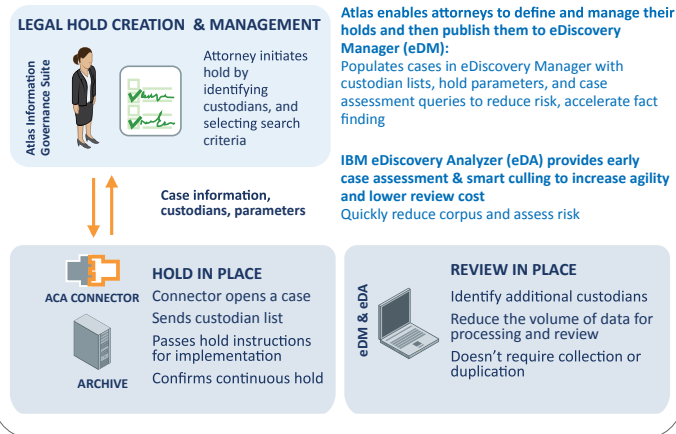 LEGAL HOLD CREATION & MANAGEMENT
Atlas Information
Governance Suite
Attorney initiates
hold by
identifying
custodians, and
selecting search
criteria
Atlas enables attorneys to define and manage their
holds and then publish them to eDiscovery
Manager (eDM):
Populates cases in eDiscovery Manager with
custodian lists, hold parameters, and case
assessment queries to reduce risk, accelerate fact
finding
IBM eDiscovery Analyzer (eDA) provides early
case assessment & smart culling to increase agility
and lower review cost
Quickly reduce corpus and assess risk
Case information,
custodians, parameters
ACA CONNECTOR
ARCHIVE
HOLD IN PLACE
Connector opens a case
Sends custodian list
Passes hold instructions
for implementation
Confirms continuous hold
eDM & eDA
REVIEW IN PLACE
Identify additional custodians
Reduce the volume of data for
processing and review
Doesn't require collection or
duplication